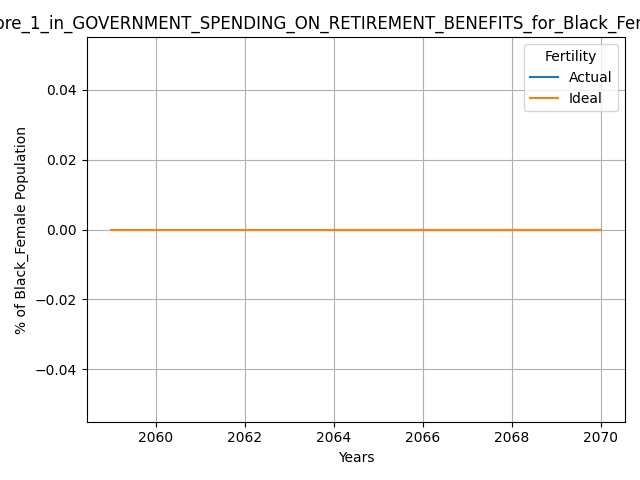 ore_1_in_GOVERNMENT_SPENDING_ON_RETIREMENT_BENEFITS_for_Black_Fem
Fertility
Actual
Ideal
0.04
0.02
0.00
−0.02
−0.04
% of Black_Female Population
2060 2062 2064 2066 2068 2070
Years